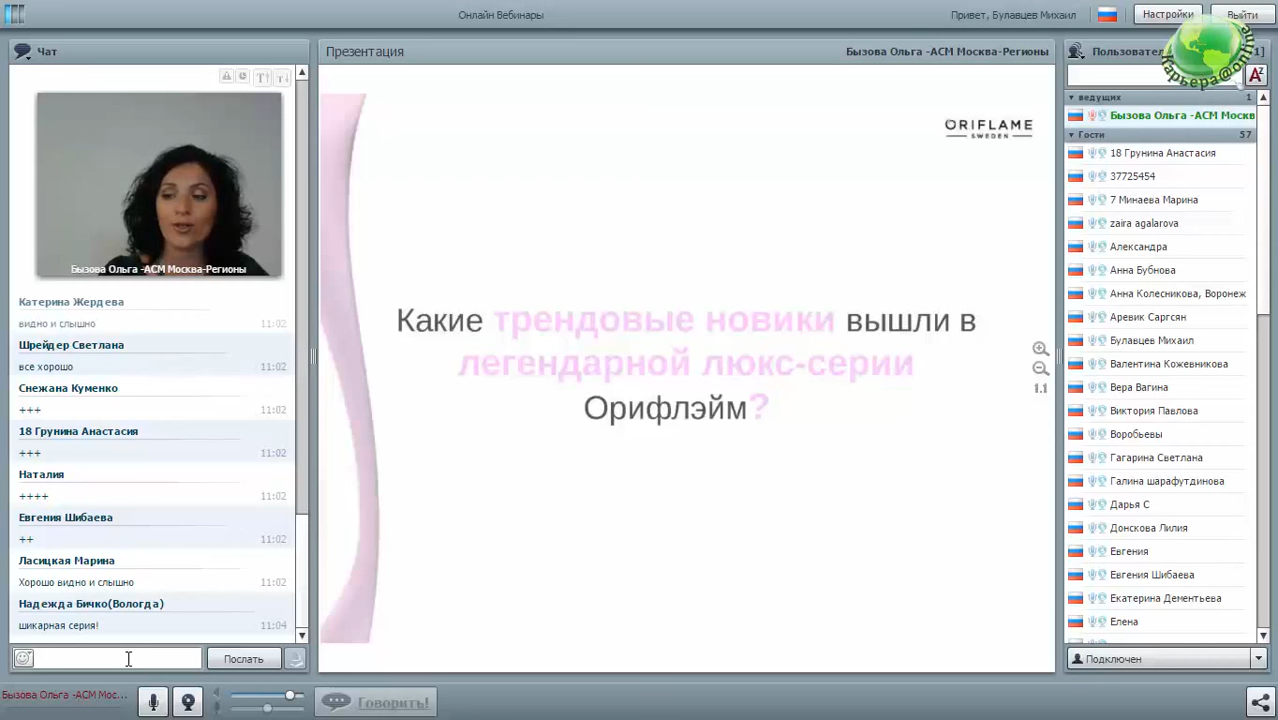 Онлайн Вебинары
Привет, Булавцев Михаил
Настройки
Выйти
Чат
Бызова Ольга -АСМ Москва-Регионы
Катерина Жердева
видно и слышно 11:02
Шрейдер Светлана
все хорошо 11:02
Снежана Куменко
+++ 11:02
18 Грунина Анастасия
+++ 11:02
Наталия
++++ 11:02
Евгения Шибаева
++ 11:02
Ласицкая Марина
Хорошо видно и слышно 11:02
Надежда Бичко(Вологда)
шикарная серия! 11:04
Послать
Бызова Ольга -АСМ Мос...
Говорить!
Презентация
Бызова Ольга -АСМ Москва-Регионы
ORIFLAME
SWEDEN
Какие трендовые новинки вышли в
легендарной люкс-серии
Орифлэйм?
1.1
Карьера@online
ведущих 1
Бызова Ольга -АСМ Москв
Гости 57
18 Грунина Анастасия
37725454
7 Минаева Марина
zaira agalarova
Александра
Анна Бубнова
Анна Колесникова, Воронеж
Аревик Саргсян
Булавцев Михаил
Валентина Кожевникова
Вера Вагина
Виктория Павлова
Воробьевы
Гагарина Светлана
Галина шарафутдинова
Дарья С
Донскова Лилия
Евгения
Евгения Шибаева
Екатерина Дементьева
Елена
Подключен